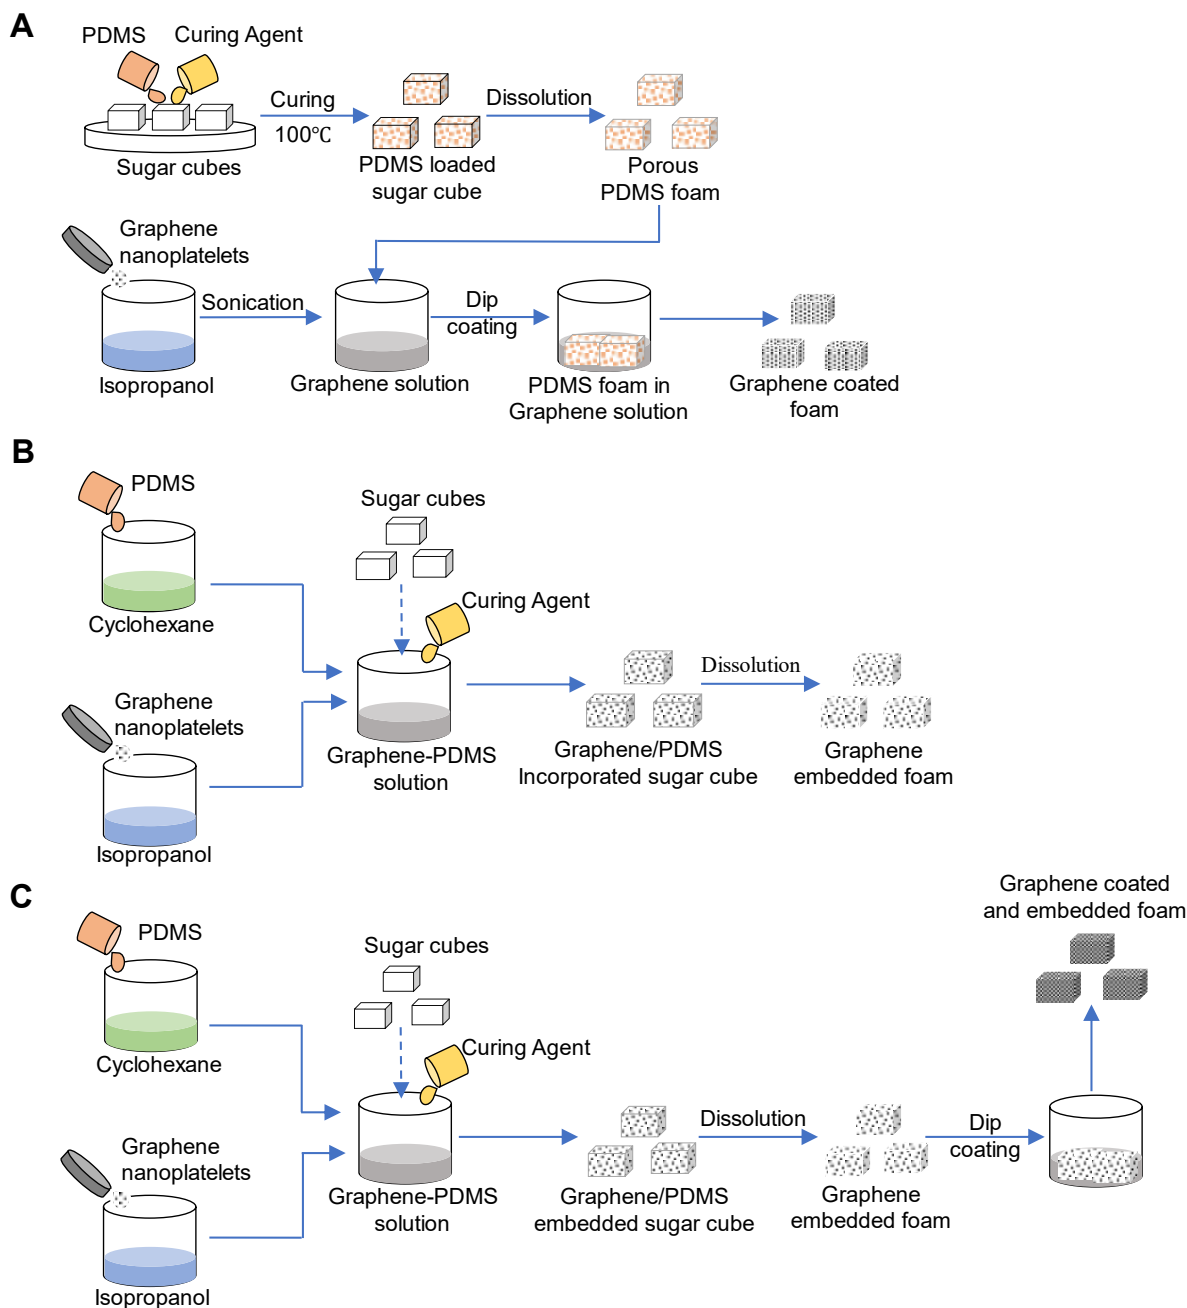 A
PDMS
Curing Agent
Sugar cubes
Curing
100℃
PDMS loaded
sugar cube
Dissolution
Porous
PDMS foam
Graphene
nanoplatelets
Isopropanol
Sonication
Graphene solution
Dip
coating
PDMS foam in
Graphene solution
Graphene coated
foam
B
PDMS
Cyclohexane
Graphene
nanoplatelets
Isopropanol
Sugar cubes
Curing Agent
Graphene-PDMS
solution
Graphene/PDMS
Incorporated sugar cube
Dissolution
Graphene
embedded foam
C
PDMS
Cyclohexane
Graphene
nanoplatelets
Isopropanol
Sugar cubes
Curing Agent
Graphene-PDMS
solution
Graphene/PDMS
embedded sugar cube
Dissolution
Graphene
embedded foam
Dip
coating
Graphene coated
and embedded foam